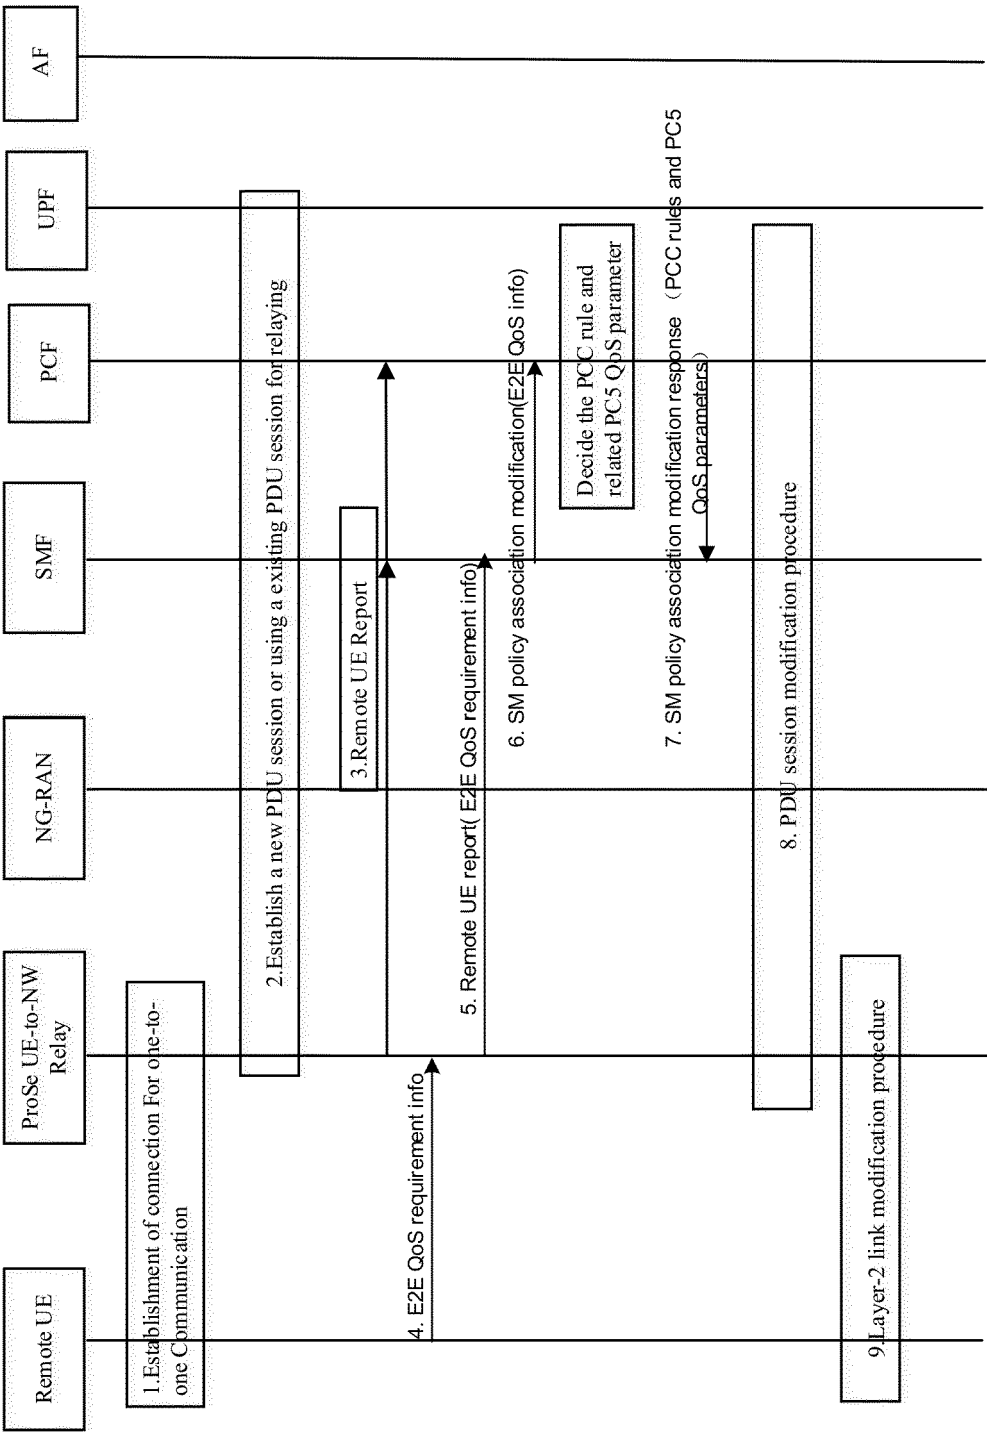 Remote UE
ProSe UE-to-NW
Relay
NG-RAN
SMF
PCF
UPF
AF
1.Establishment of connection For one-to-
one Communication
2.Establish a new PDU session or using a existing PDU session for relaying
3.Remote UE Report
4. E2E QoS requirement info
5. Remote UE report( E2E QoS requirement info)
6. SM policy association modification(E2E QoS info)
Decide the PCC rule and
related PC5 QoS parameter
7. SM policy association modification response（PCC rules and PC5
QoS parameters）
8. PDU session modification procedure
9.Layer-2 link modification procedure